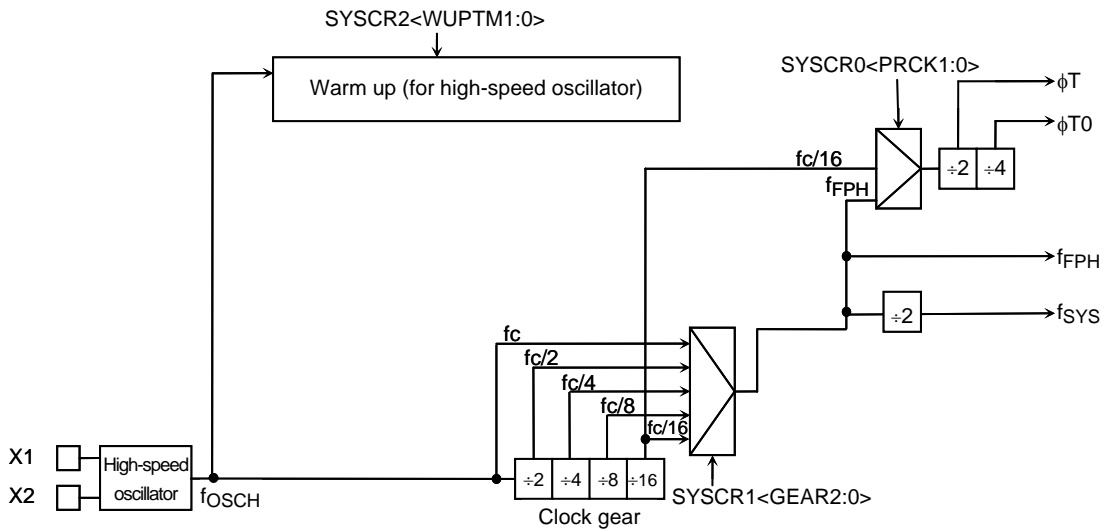 SYSCR2<WUPTM1:0>
Warm up (for high-speed oscillator)
SYSCR0<PRCK1:0>
ϕT
ϕT0
fc/16
÷2
÷4
fFPH
fFPH
÷2
fSYS
fc
fc/2
fc/4
fc/8
fc/16
X1
X2
High-speed
oscillator
fOSCH
÷2
÷4
÷8
÷16
Clock gear
SYSCR1<GEAR2:0>